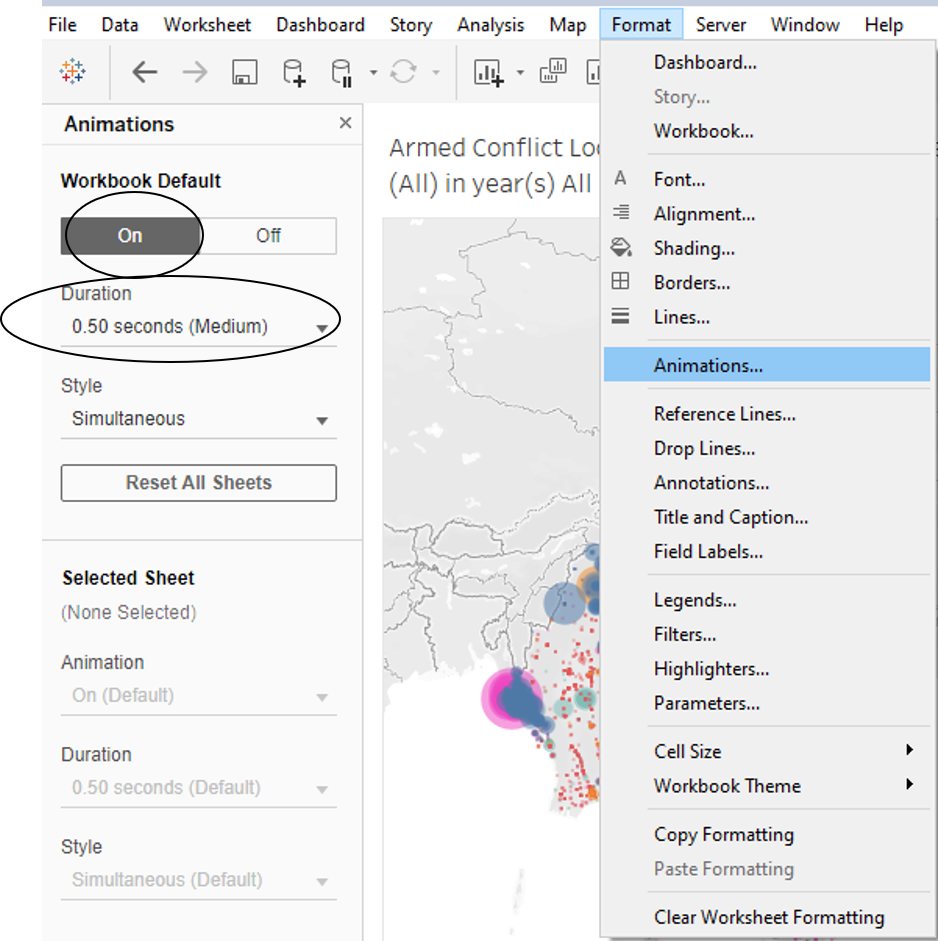 File Data Worksheet Dashboard Story Analysis Map Format Server Window Help
Animations
Workbook Default
On Off
Duration
0.50 seconds (Medium)
Style
Simultaneous
Reset All Sheets
Selected Sheet
(None Selected)
Animation
On (Default)
Duration
0.50 seconds (Default)
Style
Simultaneous (Default)
Armed Conflict Lo
(All) in year(s) All
Dashboard...
Story...
Workbook...
A Font...
Alignment...
Shading...
Borders...
Lines...
Animations...
Reference Lines...
Drop Lines...
Annotations...
Title and Caption...
Field Labels...
Legends...
Filters...
Highlighters...
Parameters...
Cell Size
Workbook Theme
Copy Formatting
Paste Formatting
Clear Worksheet Formatting